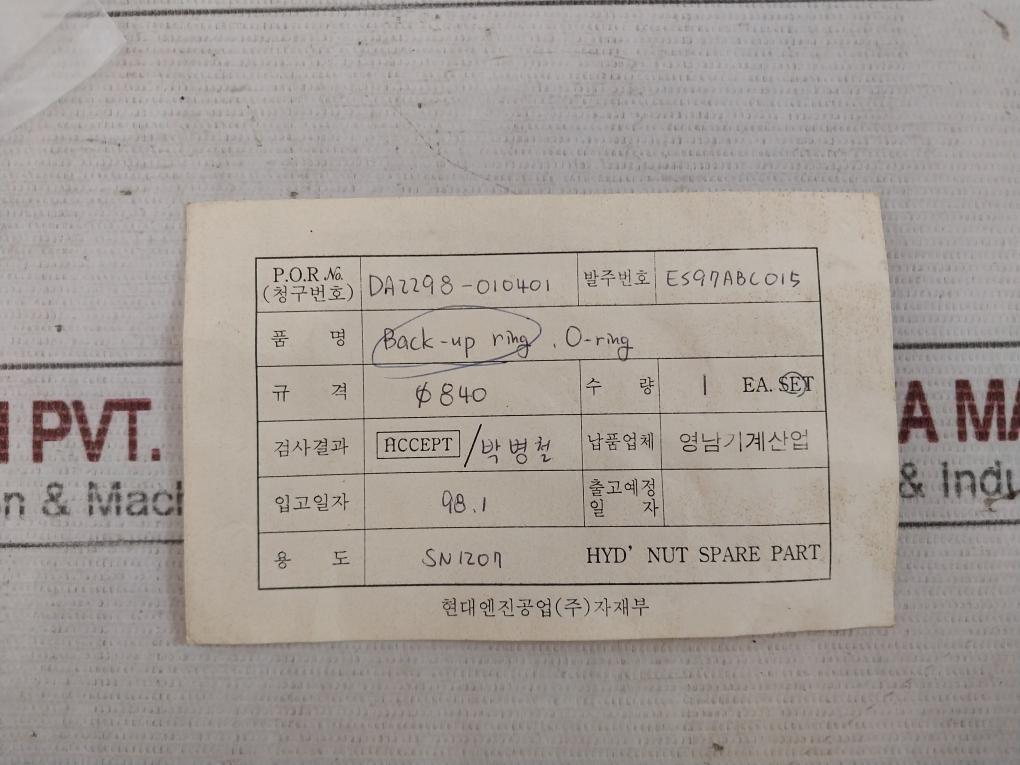 P.O.R.№.
(청구번호)
DA2298-010401
발주번호
ES97ABC015
품 명
Back-up ring, O-ring
규 격
φ840
수 량
1 EA. SET
검사결과
ACCEPT / 박병철
납품업체
영남기계산업
입고일자
98.1
출고예정
일 자
용 도
SN1207 HYD' NUT SPARE PART
현대엔진공업(주)자재부
PVT.
A MA
n & Mach
& Indu